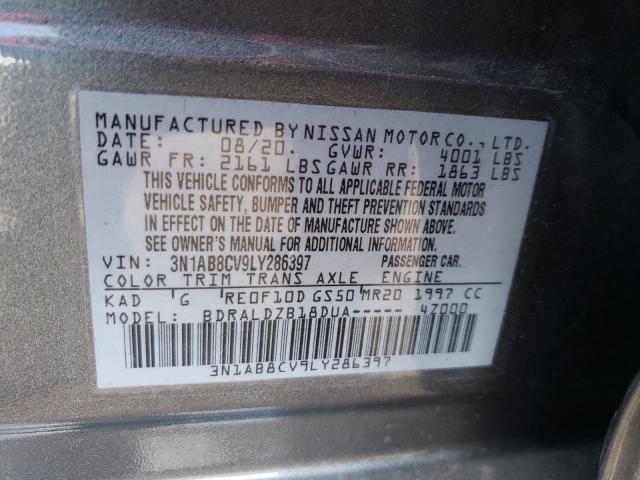 MANUFACTURED BY NISSAN MOTOR CO., LTD.
DATE: 08/20. GVWR: 4001 LBS
GAWR FR: 2161 LBS GAWR RR: 1863 LBS
THIS VEHICLE CONFORMS TO ALL APPLICABLE FEDERAL MOTOR
VEHICLE SAFETY, BUMPER AND THEFT PREVENTION STANDARDS
IN EFFECT ON THE DATE OF MANUFACTURE SHOWN ABOVE.
SEE OWNER'S MANUAL FOR ADDITIONAL INFORMATION.
VIN: 3N1AB8CV9LY286397 PASSENGER CAR.
COLOR TRIM TRANS AXLE ENGINE
KAD G RE0F10D GS50 MR20 1997 CC
MODEL: BDRALDZB18DUA----- 4Z000
3N1AB8CV9LY286397